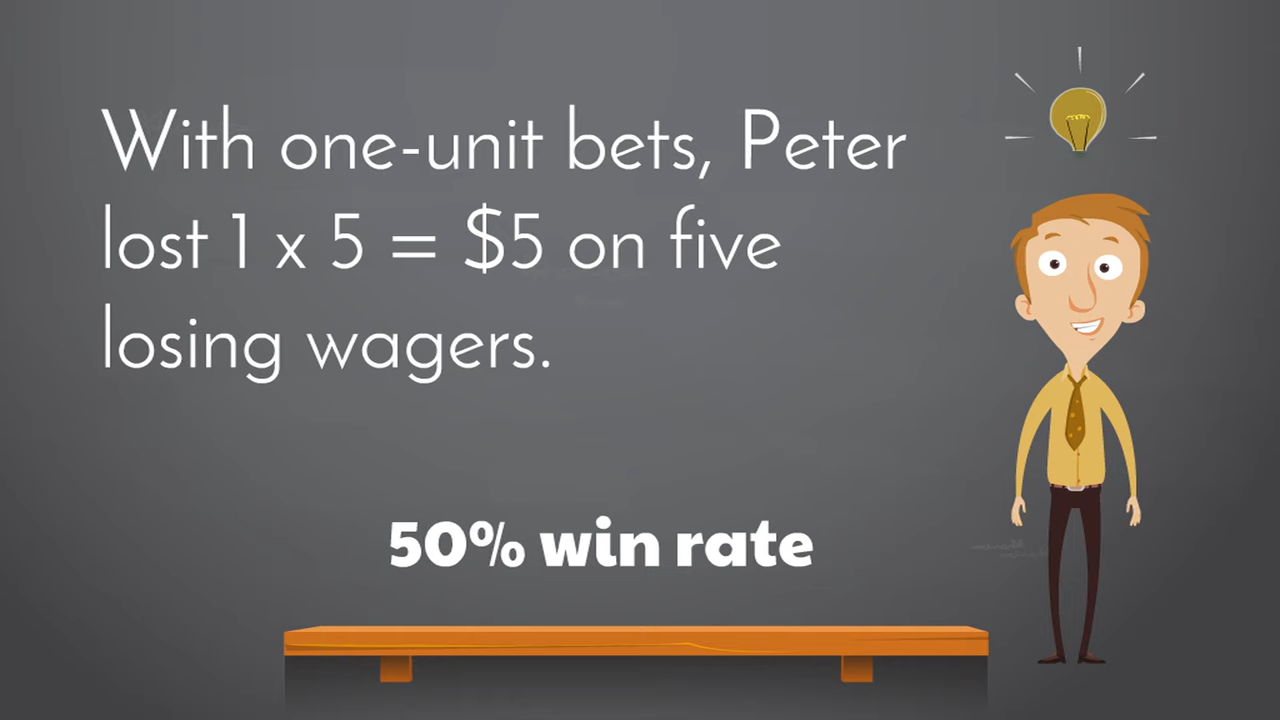 With one-unit bets, Peter
lost 1 x 5 = $5 on five
losing wagers.
50% win rate